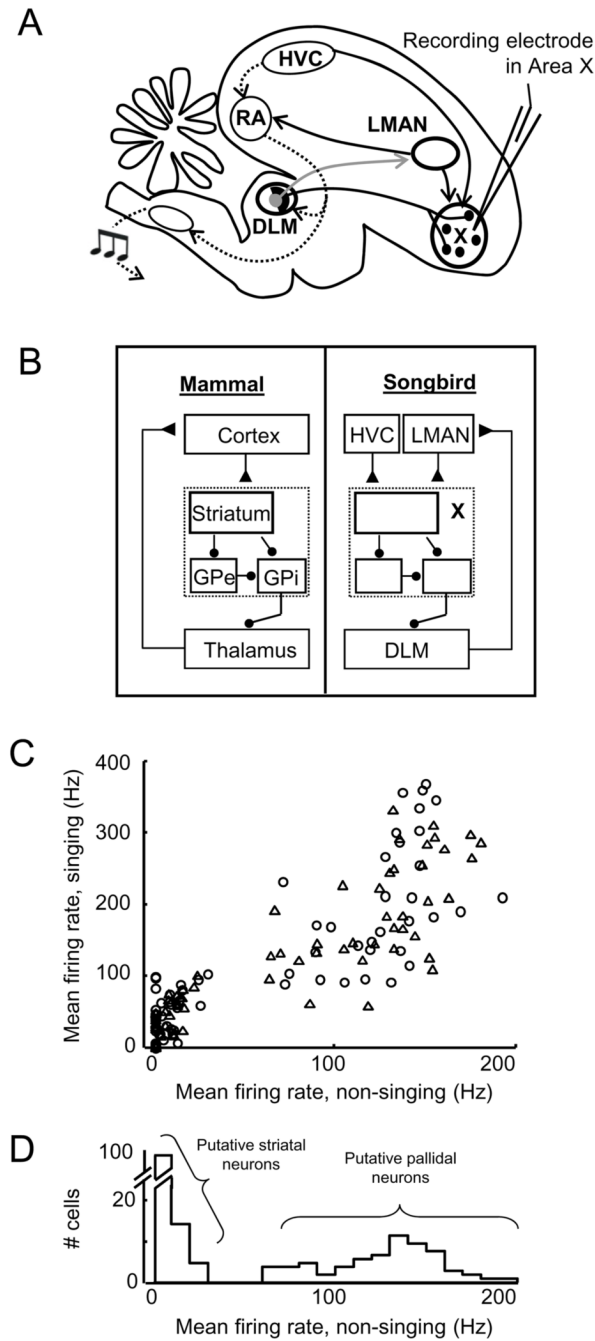 A
Recording electrode
in Area X
HVC
RA
LMAN
DLM
X
B
Mammal
Songbird
Cortex
HVC
LMAN
Striatum
X
GPe
GPi
Thalamus
DLM
C
Mean firing rate, singing (Hz)
400
300
200
100
0
0
100
200
Mean firing rate, non-singing (Hz)
D
# cells
100
20
0
Putative striatal
neurons
Putative pallidal
neurons
0
100
200
Mean firing rate, non-singing (Hz)